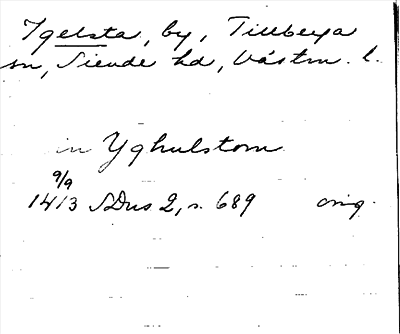 Igelsta, by, Tillberga
sn, Siende hd, Västm. l.
in Yghulstom
9/9
1413 SDns 2, s. 689 orig.